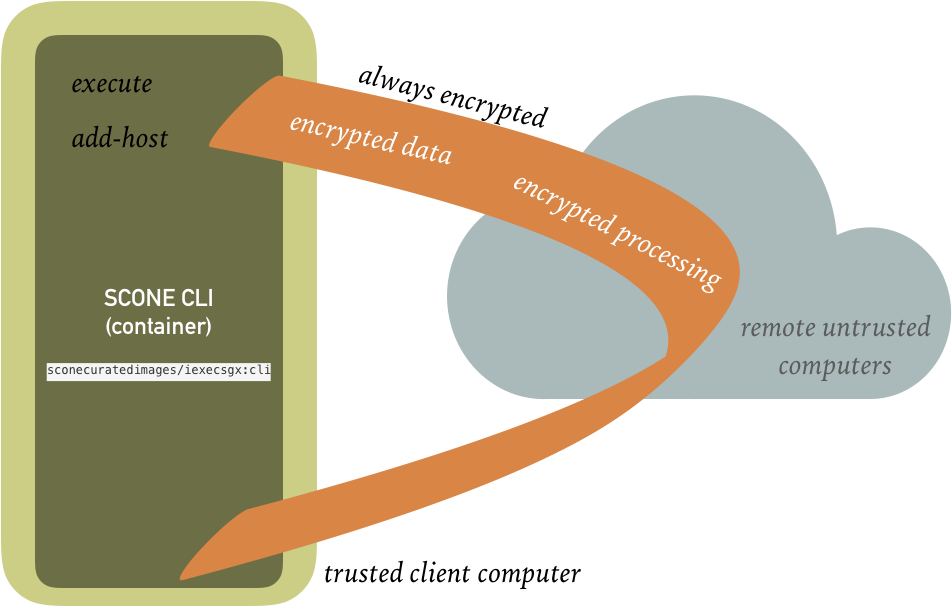 execute
add-host
SCONE CLI
(container)
sconecuratedimages/iexecsgx:cli
always encrypted
encrypted data
encrypted processing
remote untrusted
computers
trusted client computer